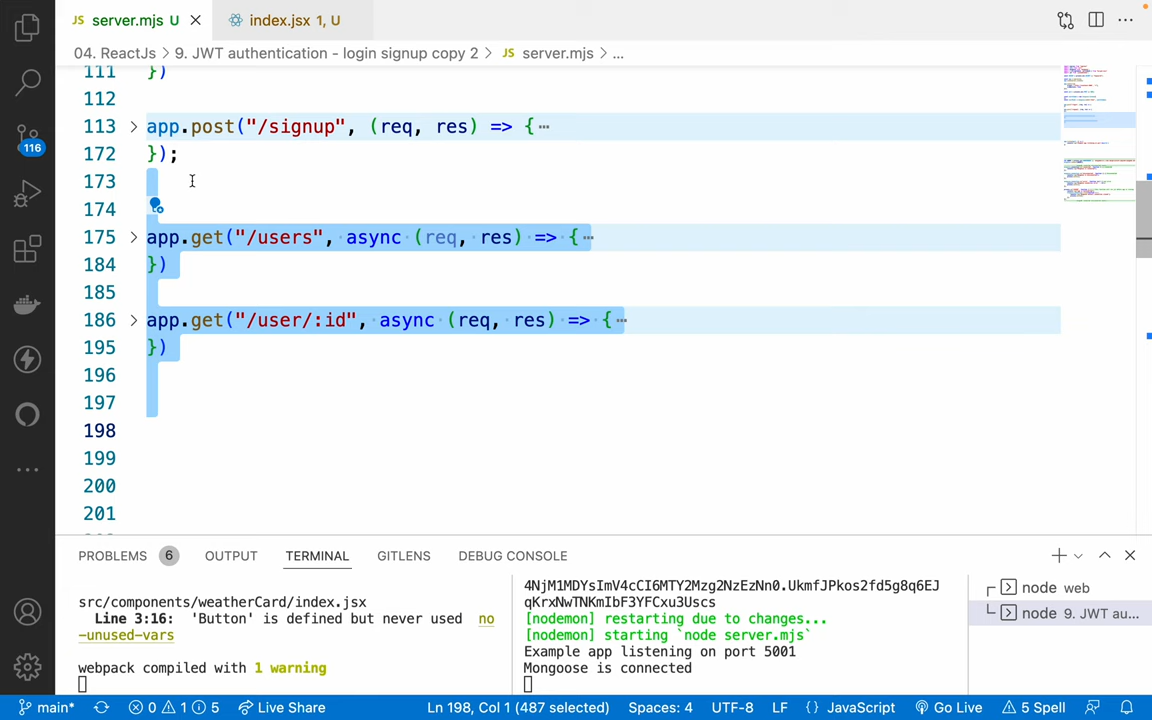 JS server.mjs U
index.jsx 1, U
04. ReactJs > 9. JWT authentication - login signup copy 2 > JS server.mjs > ...
111 })
112
113 > app.post("/signup", (req, res) => {⋯
172 });
173
174
175 > app.get("/users", async (req, res) => {⋯
184 })
185
186 > app.get("/user/:id", async (req, res) => {⋯
195 })
196
197
198
199
200
201
116
PROBLEMS 6 OUTPUT TERMINAL GITLENS DEBUG CONSOLE
src/components/weatherCard/index.jsx
Line 3:16: 'Button' is defined but never used no
-unused-vars
webpack compiled with 1 warning
4NjM1MDYsImV4cCI6MTY2Mzg2NzEzNn0.UkmfJPkos2fd5g8q6EJ
qKrxNwTNKmIbF3YFCxu3Uscs
[nodemon] restarting due to changes...
[nodemon] starting `node server.mjs`
Example app listening on port 5001
Mongoose is connected
node web
node 9. JWT au...
main* 0 1 5 Live Share Ln 198, Col 1 (487 selected) Spaces: 4 UTF-8 LF {} JavaScript Go Live 5 Spell